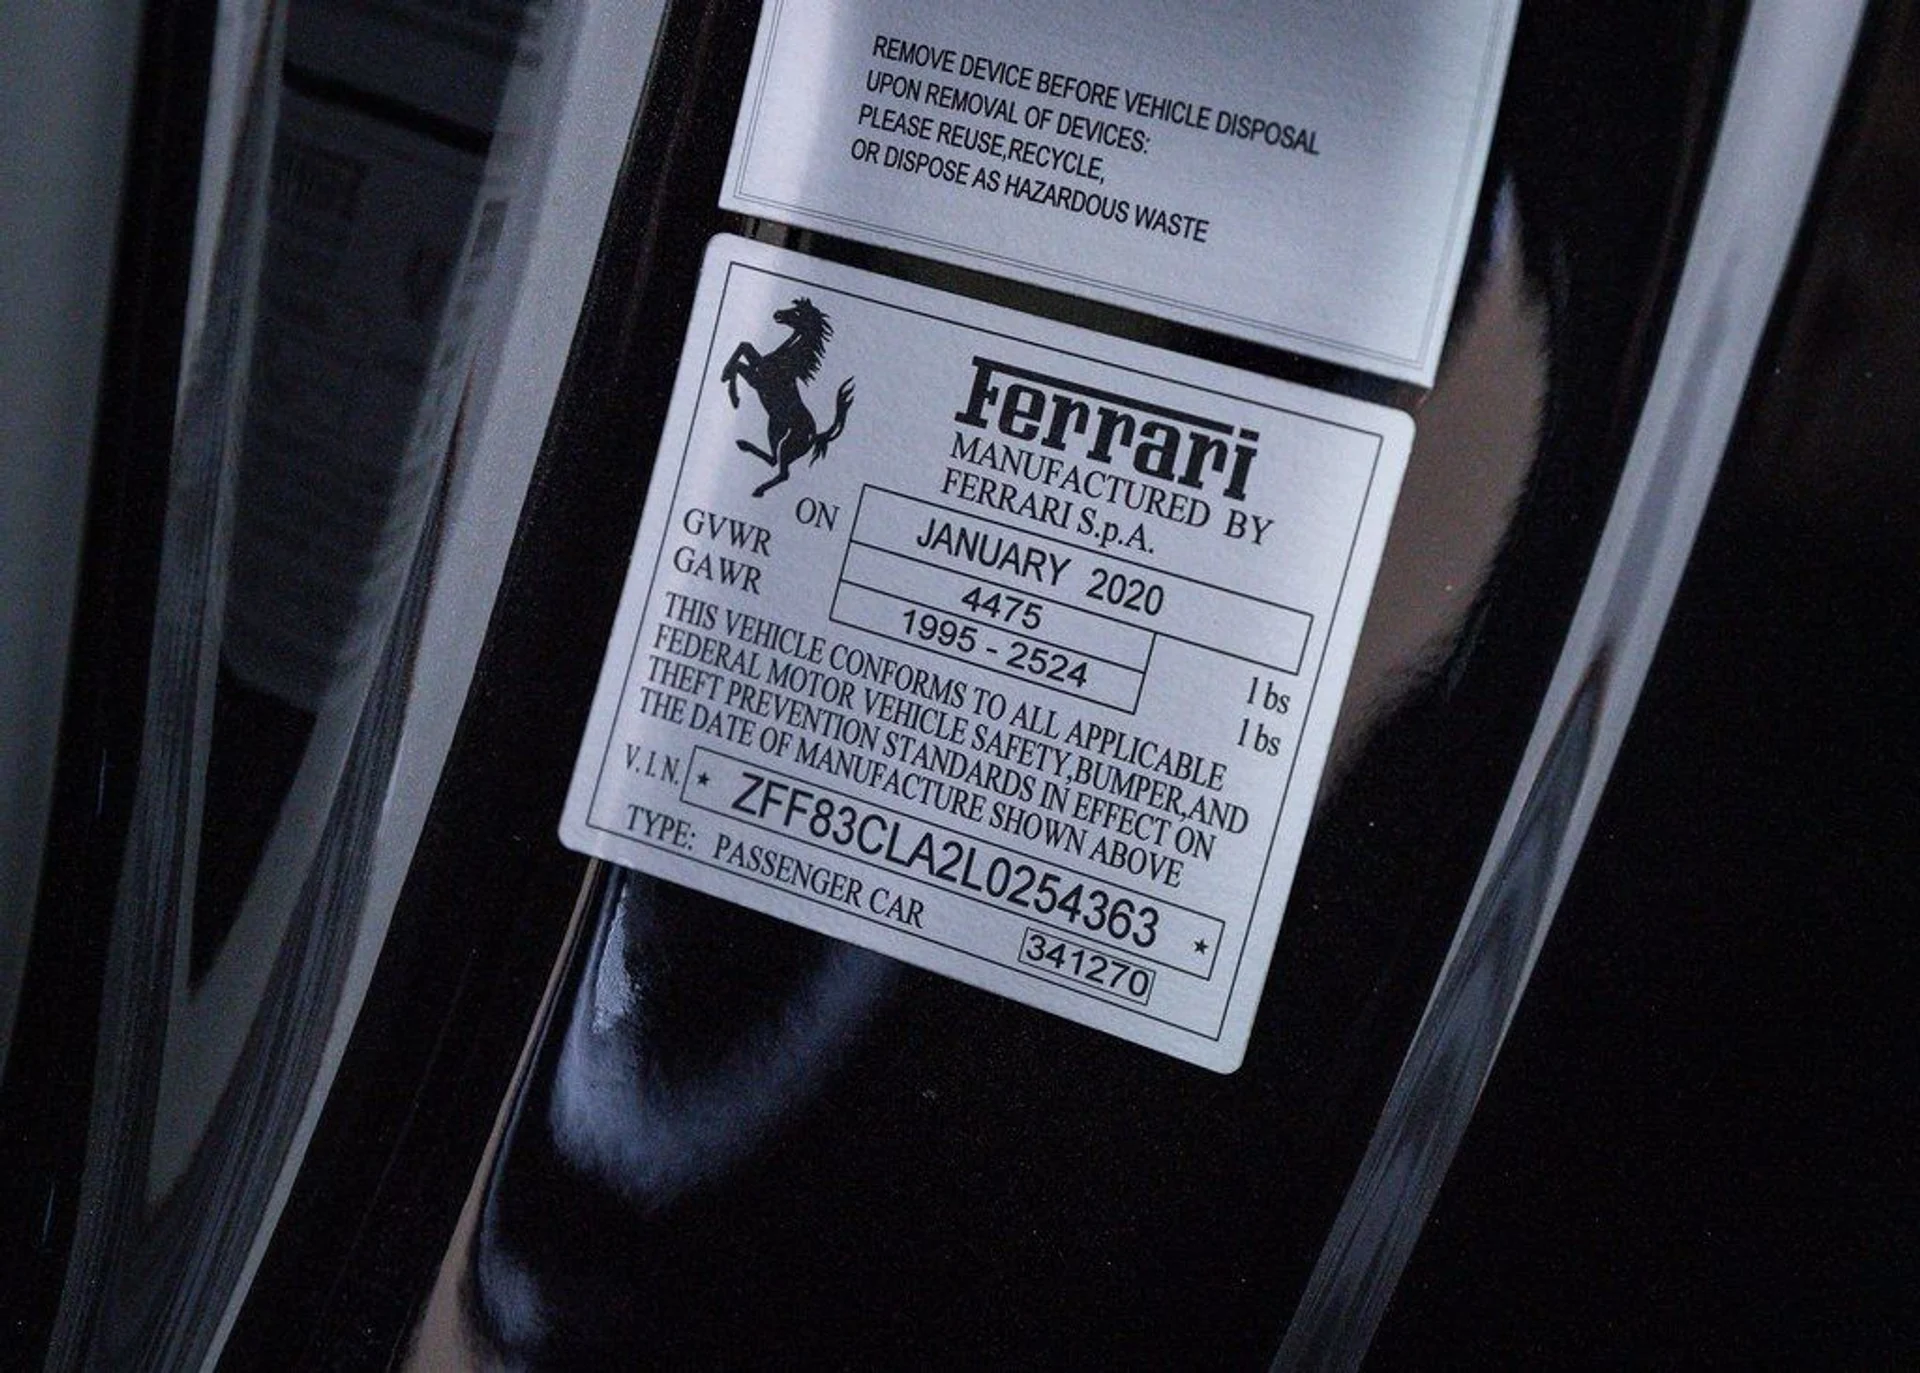 REMOVE DEVICE BEFORE VEHICLE DISPOSAL
UPON REMOVAL OF DEVICES:
PLEASE REUSE,RECYCLE,
OR DISPOSE AS HAZARDOUS WASTE
Ferrari
MANUFACTURED BY
FERRARI S.p.A.
ON JANUARY 2020
GVWR 4475 lbs
GAWR 1995 - 2524 lbs
THIS VEHICLE CONFORMS TO ALL APPLICABLE
FEDERAL MOTOR VEHICLE SAFETY,BUMPER,AND
THEFT PREVENTION STANDARDS IN EFFECT ON
THE DATE OF MANUFACTURE SHOWN ABOVE
V.I.N. * ZFF83CLA2L0254363 *
TYPE: PASSENGER CAR 341270